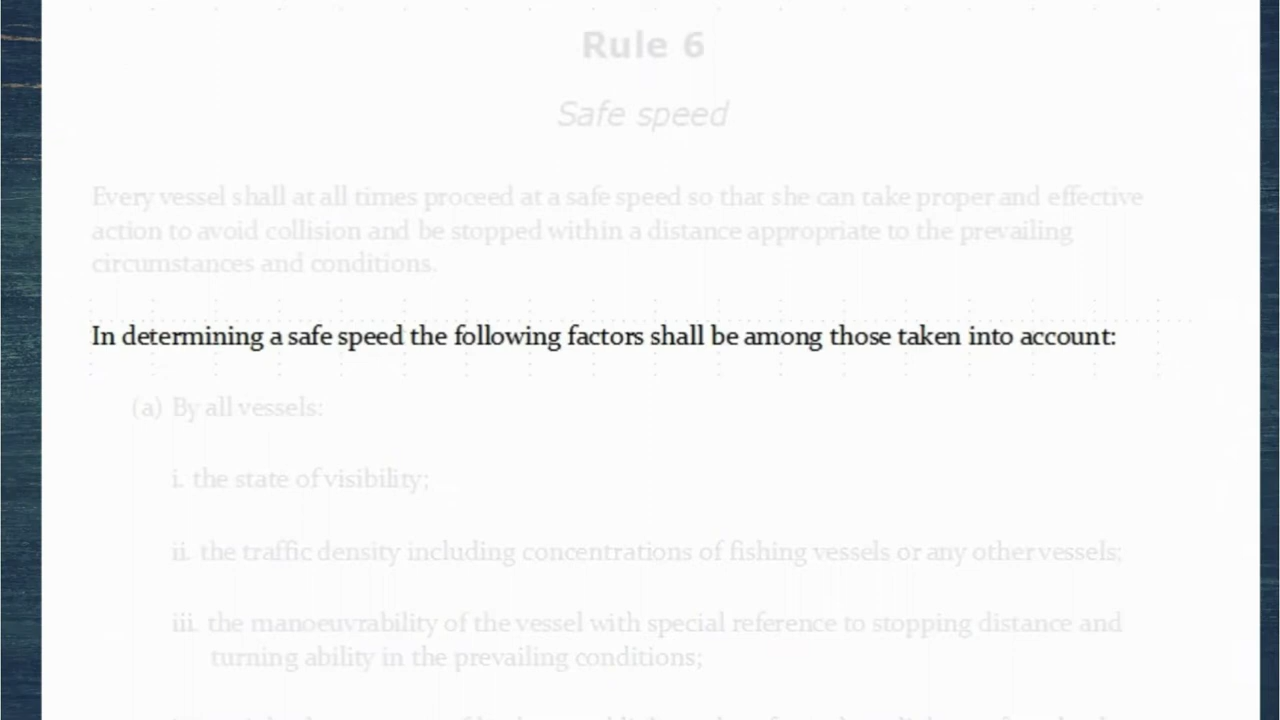 Rule 6
Safe speed
Every vessel shall at all times proceed at a safe speed so that she can take proper and effective
action to avoid collision and be stopped within a distance appropriate to the prevailing
circumstances and conditions.
In determining a safe speed the following factors shall be among those taken into account:
(a) By all vessels:
i. the state of visibility;
ii. the traffic density including concentrations of fishing vessels or any other vessels;
iii. the manoeuvrability of the vessel with special reference to stopping distance and
turning ability in the prevailing conditions;